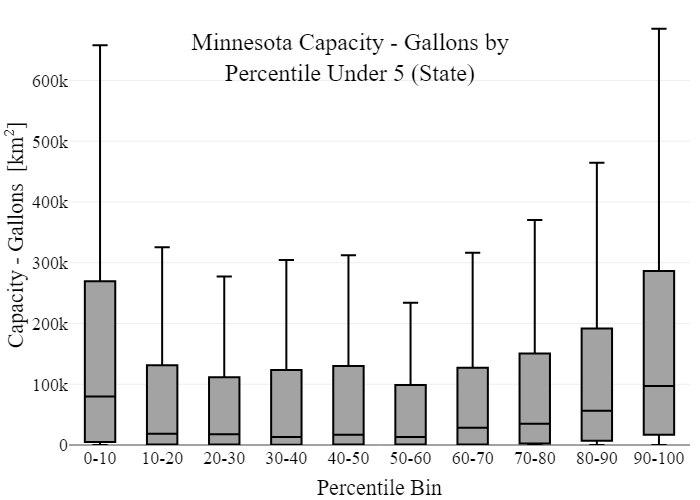 Minnesota Capacity - Gallons by
Percentile Under 5 (State)
Capacity - Gallons [km²]
600k
500k
400k
300k
200k
100k
0
0-10 10-20 20-30 30-40 40-50 50-60 60-70 70-80 80-90 90-100
Percentile Bin